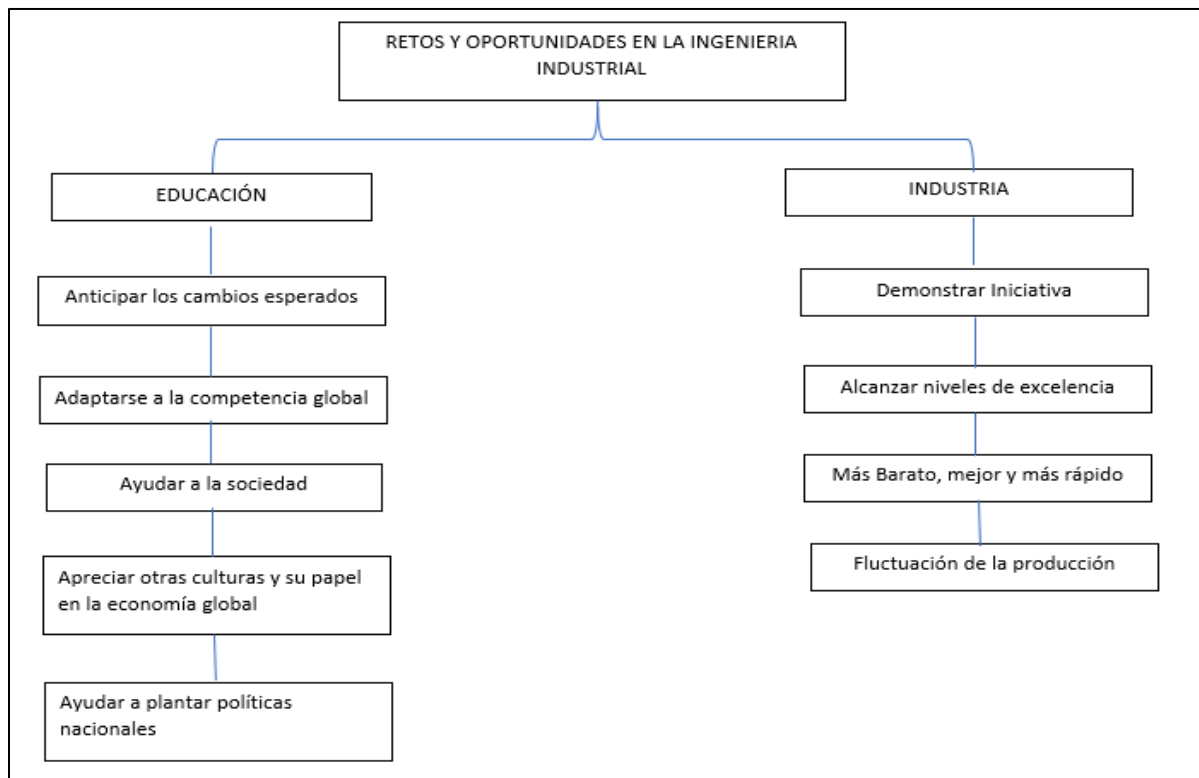 RETOS Y OPORTUNIDADES EN LA INGENIERIA
INDUSTRIAL
EDUCACIÓN
Anticipar los cambios esperados
Adaptarse a la competencia global
Ayudar a la sociedad
Apreciar otras culturas y su papel
en la economía global
Ayudar a plantar políticas
nacionales
INDUSTRIA
Demonstrar Iniciativa
Alcanzar niveles de excelencia
Más Barato, mejor y más rápido
Fluctuación de la producción